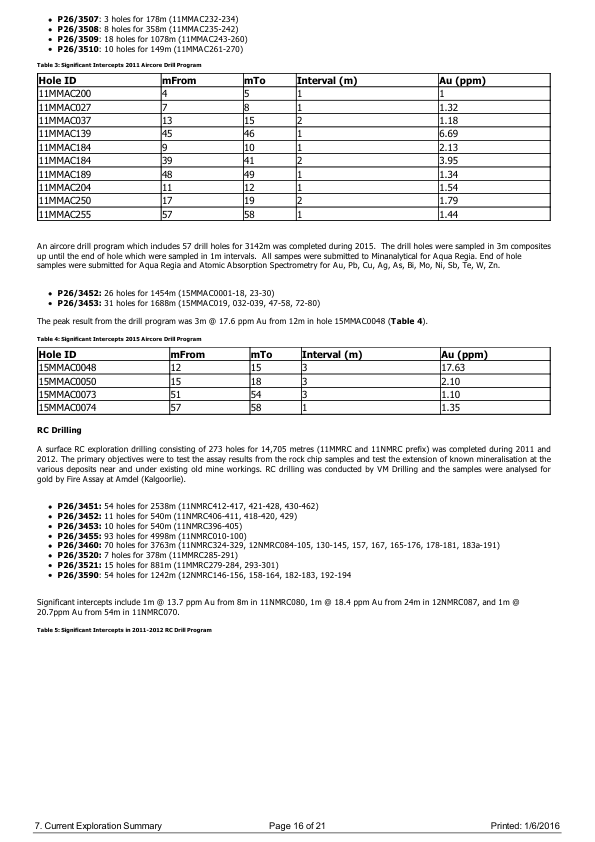 • P26/3507: 3 holes for 178m (11MMAC232-234)
• P26/3508: 8 holes for 358m (11MMAC235-242)
• P26/3509: 18 holes for 1078m (11MMAC243-260)
• P26/3510: 10 holes for 149m (11MMAC261-270)
Table 3: Significant Intercepts 2011 Aircore Drill Program
Hole ID mFrom mTo Interval (m) Au (ppm)
11MMAC200 4 5 1 1
11MMAC027 7 8 1 1.32
11MMAC037 13 15 2 1.18
11MMAC139 45 46 1 6.69
11MMAC184 9 10 1 2.13
11MMAC184 39 41 2 3.95
11MMAC189 48 49 1 1.34
11MMAC204 11 12 1 1.54
11MMAC250 17 19 2 1.79
11MMAC255 57 58 1 1.44
An aircore drill program which includes 57 drill holes for 3142m was completed during 2015. The drill holes were sampled in 3m composites
up until the end of hole which were sampled in 1m intervals. All sampes were submitted to Minanalytical for Aqua Regia. End of hole
samples were submitted for Aqua Regia and Atomic Absorption Spectrometry for Au, Pb, Cu, Ag, As, Bi, Mo, Ni, Sb, Te, W, Zn.
• P26/3452: 26 holes for 1454m (15MMAC0001-18, 23-30)
• P26/3453: 31 holes for 1688m (15MMAC019, 032-039, 47-58, 72-80)
The peak result from the drill program was 3m @ 17.6 ppm Au from 12m in hole 15MMAC0048 (Table 4).
Table 4: Significant Intercepts 2015 Aircore Drill Program
Hole ID mFrom mTo Interval (m) Au (ppm)
15MMAC0048 12 15 3 17.63
15MMAC0050 15 18 3 2.10
15MMAC0073 51 54 3 1.10
15MMAC0074 57 58 1 1.35
RC Drilling
A surface RC exploration drilling consisting of 273 holes for 14,705 metres (11MMRC and 11NMRC prefix) was completed during 2011 and
2012. The primary objectives were to test the assay results from the rock chip samples and test the extension of known mineralisation at the
various deposits near and under existing old mine workings. RC drilling was conducted by VM Drilling and the samples were analysed for
gold by Fire Assay at Amdel (Kalgoorlie).
• P26/3451: 54 holes for 2538m (11NMRC412-417, 421-428, 430-462)
• P26/3452: 11 holes for 540m (11NMRC406-411, 418-420, 429)
• P26/3453: 10 holes for 540m (11NMRC396-405)
• P26/3455: 93 holes for 4998m (11NMRC010-100)
• P26/3460: 70 holes for 3763m (11NMRC324-329, 12NMRC084-105, 130-145, 157, 167, 165-176, 178-181, 183a-191)
• P26/3520: 7 holes for 378m (11MMRC285-291)
• P26/3521: 15 holes for 881m (11MMRC279-284, 293-301)
• P26/3590: 54 holes for 1242m (12NMRC146-156, 158-164, 182-183, 192-194
Significant intercepts include 1m @ 13.7 ppm Au from 8m in 11NMRC080, 1m @ 18.4 ppm Au from 24m in 12NMRC087, and 1m @
20.7ppm Au from 54m in 11NMRC070.
Table 5: Significant Intercepts in 2011-2012 RC Drill Program
7. Current Exploration Summary Page 16 of 21 Printed: 1/6/2016